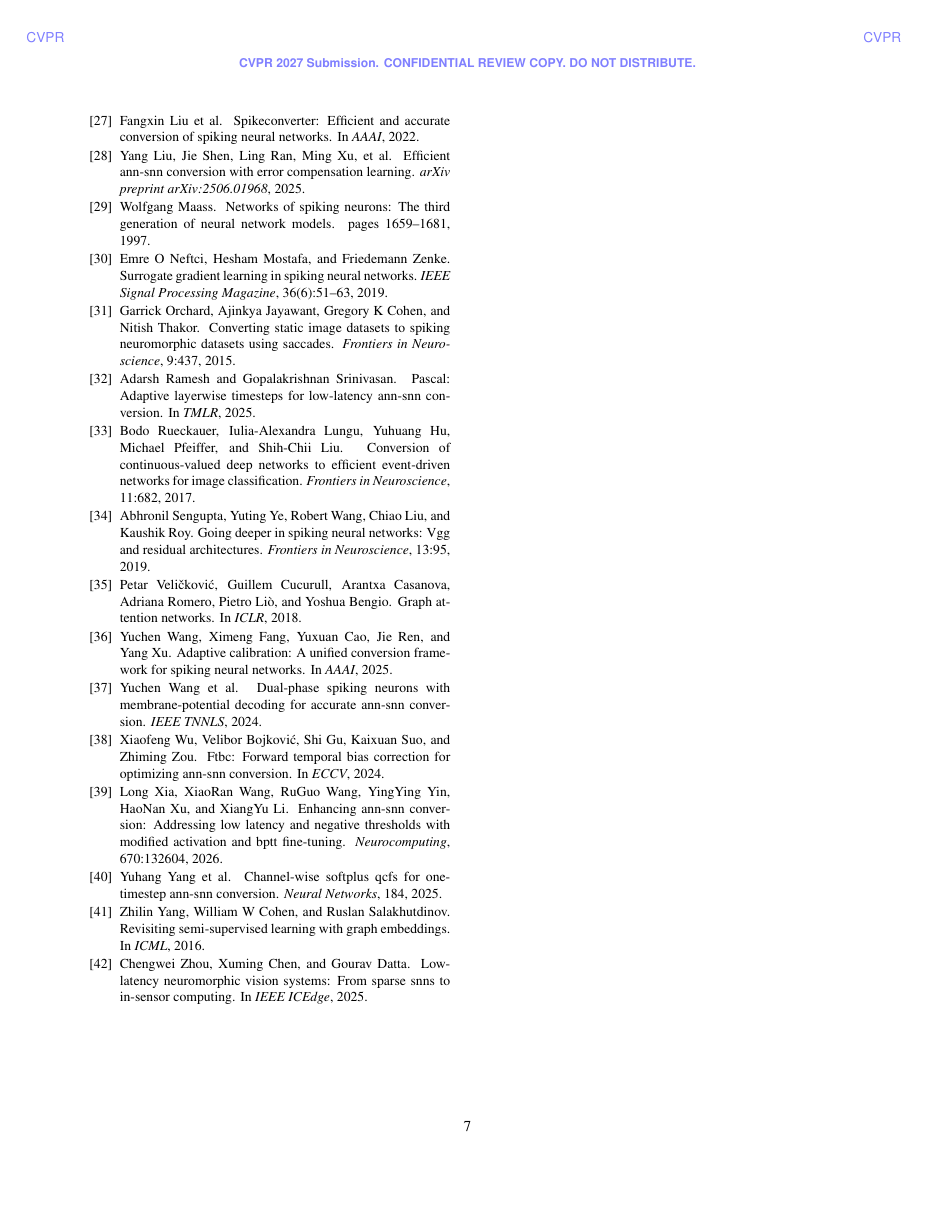 CVPR
CVPR
CVPR 2027 Submission. CONFIDENTIAL REVIEW COPY. DO NOT DISTRIBUTE.
[27] Fangxin Liu et al. Spikeconverter: Efficient and accurate
conversion of spiking neural networks. In AAAI, 2022.
[28] Yang Liu, Jie Shen, Ling Ran, Ming Xu, et al. Efficient
ann-snn conversion with error compensation learning. arXiv
preprint arXiv:2506.01968, 2025.
[29] Wolfgang Maass. Networks of spiking neurons: The third
generation of neural network models. pages 1659–1681,
1997.
[30] Emre O Neftci, Hesham Mostafa, and Friedemann Zenke.
Surrogate gradient learning in spiking neural networks. IEEE
Signal Processing Magazine, 36(6):51–63, 2019.
[31] Garrick Orchard, Ajinkya Jayawant, Gregory K Cohen, and
Nitish Thakor. Converting static image datasets to spiking
neuromorphic datasets using saccades. Frontiers in Neuro-
science, 9:437, 2015.
[32] Adarsh Ramesh and Gopalakrishnan Srinivasan. Pascal:
Adaptive layerwise timesteps for low-latency ann-snn con-
version. In TMLR, 2025.
[33] Bodo Rueckauer, Iulia-Alexandra Lungu, Yuhuang Hu,
Michael Pfeiffer, and Shih-Chii Liu. Conversion of
continuous-valued deep networks to efficient event-driven
networks for image classification. Frontiers in Neuroscience,
11:682, 2017.
[34] Abhronil Sengupta, Yuting Ye, Robert Wang, Chiao Liu, and
Kaushik Roy. Going deeper in spiking neural networks: Vgg
and residual architectures. Frontiers in Neuroscience, 13:95,
2019.
[35] Petar Veličković, Guillem Cucurull, Arantxa Casanova,
Adriana Romero, Pietro Liò, and Yoshua Bengio. Graph at-
tention networks. In ICLR, 2018.
[36] Yuchen Wang, Ximeng Fang, Yuxuan Cao, Jie Ren, and
Yang Xu. Adaptive calibration: A unified conversion frame-
work for spiking neural networks. In AAAI, 2025.
[37] Yuchen Wang et al. Dual-phase spiking neurons with
membrane-potential decoding for accurate ann-snn conver-
sion. IEEE TNNLS, 2024.
[38] Xiaofeng Wu, Velibor Bojković, Shi Gu, Kaixuan Suo, and
Zhiming Zou. Ftbc: Forward temporal bias correction for
optimizing ann-snn conversion. In ECCV, 2024.
[39] Long Xia, XiaoRan Wang, RuGuo Wang, YingYing Yin,
HaoNan Xu, and XiangYu Li. Enhancing ann-snn conver-
sion: Addressing low latency and negative thresholds with
modified activation and bptt fine-tuning. Neurocomputing,
670:132604, 2026.
[40] Yuhang Yang et al. Channel-wise softplus qcfs for one-
timestep ann-snn conversion. Neural Networks, 184, 2025.
[41] Zhilin Yang, William W Cohen, and Ruslan Salakhutdinov.
Revisiting semi-supervised learning with graph embeddings.
In ICML, 2016.
[42] Chengwei Zhou, Xuming Chen, and Gourav Datta. Low-
latency neuromorphic vision systems: From sparse snns to
in-sensor computing. In IEEE ICEdge, 2025.
7